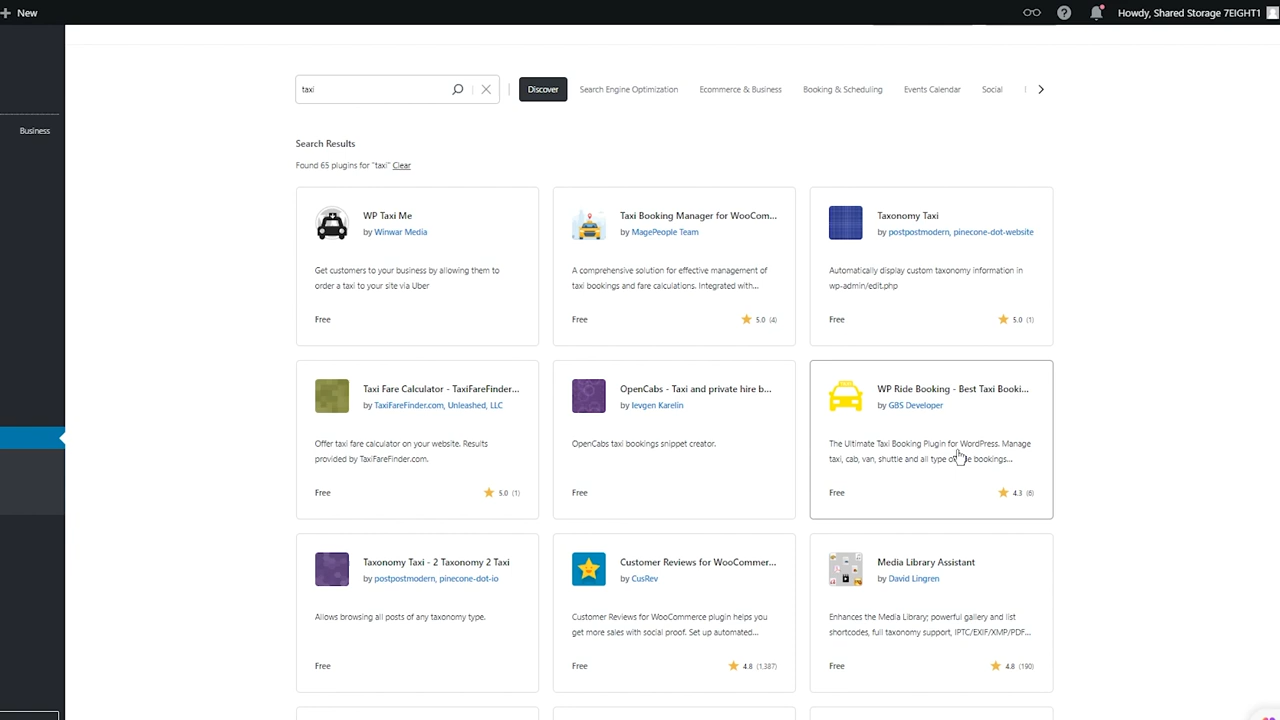 New
Howdy, Shared Storage 7EIGHT1
taxi
Discover
Search Engine Optimization
Ecommerce & Business
Booking & Scheduling
Events Calendar
Social
Business
Search Results
Found 65 plugins for "taxi" Clear
WP Taxi Me
by Winwar Media
Get customers to your business by allowing them to
order a taxi to your site via Uber
Free
Taxi Booking Manager for WooCom...
by MagePeople Team
A comprehensive solution for effective management of
taxi bookings and fare calculations. Integrated with...
Free
5.0 (4)
Taxonomy Taxi
by postpostmodern, pinecone-dot-website
Automatically display custom taxonomy information in
wp-admin/edit.php
Free
5.0 (1)
Taxi Fare Calculator - TaxiFareFinder...
by TaxiFareFinder.com, Unleashed, LLC
Offer taxi fare calculator on your website. Results
provided by TaxiFareFinder.com.
Free
5.0 (1)
OpenCabs - Taxi and private hire b...
by Ievgen Karelin
OpenCabs taxi bookings snippet creator.
Free
WP Ride Booking - Best Taxi Booki...
by GBS Developer
The Ultimate Taxi Booking Plugin for WordPress. Manage
taxi, cab, van, shuttle and all type bookings...
Free
4.3 (6)
Taxonomy Taxi - 2 Taxonomy 2 Taxi
by postpostmodern, pinecone-dot-io
Allows browsing all posts of any taxonomy type.
Free
Customer Reviews for WooCommer...
by CusRev
Customer Reviews for WooCommerce plugin helps you
get more sales with social proof. Set up automated...
Free
4.8 (1,387)
Media Library Assistant
by David Lingren
Enhances the Media Library; powerful gallery and list
shortcodes, full taxonomy support, IPTC/EXIF/XMP/PDF...
Free
4.8 (190)